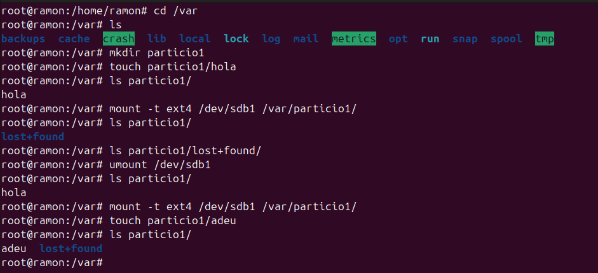 root@ramon:/home/ramon# cd /var
root@ramon:/var# ls
backups  cache  crash  lib  local  lock  log  mail  metrics  opt  run  snap  spool  tmp
root@ramon:/var# mkdir particio1
root@ramon:/var# touch particio1/hola
root@ramon:/var# ls particio1/
hola
root@ramon:/var# mount -t ext4 /dev/sdb1 /var/particio1/
root@ramon:/var# ls particio1/
lost+found
root@ramon:/var# ls particio1/lost+found/
root@ramon:/var# umount /dev/sdb1
root@ramon:/var# ls particio1/
hola
root@ramon:/var# mount -t ext4 /dev/sdb1 /var/particio1/
root@ramon:/var# touch particio1/adeu
root@ramon:/var# ls particio1/
adeu  lost+found
root@ramon:/var#